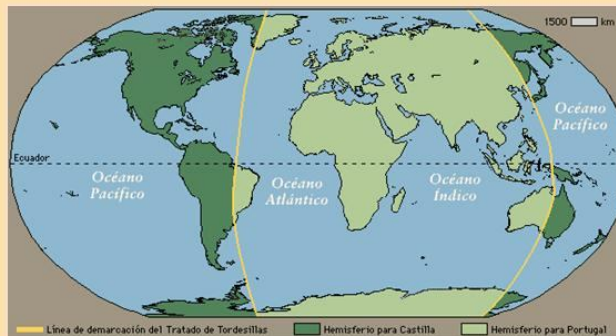 1500 km
Océano
Pacífico
Ecuador
Océano
Pacífico
Océano
Atlántico
Océano
Índico
Línea de demarcación del Tratado de Tordesillas
Hemisferio para Castilla
Hemisferio para Portugal